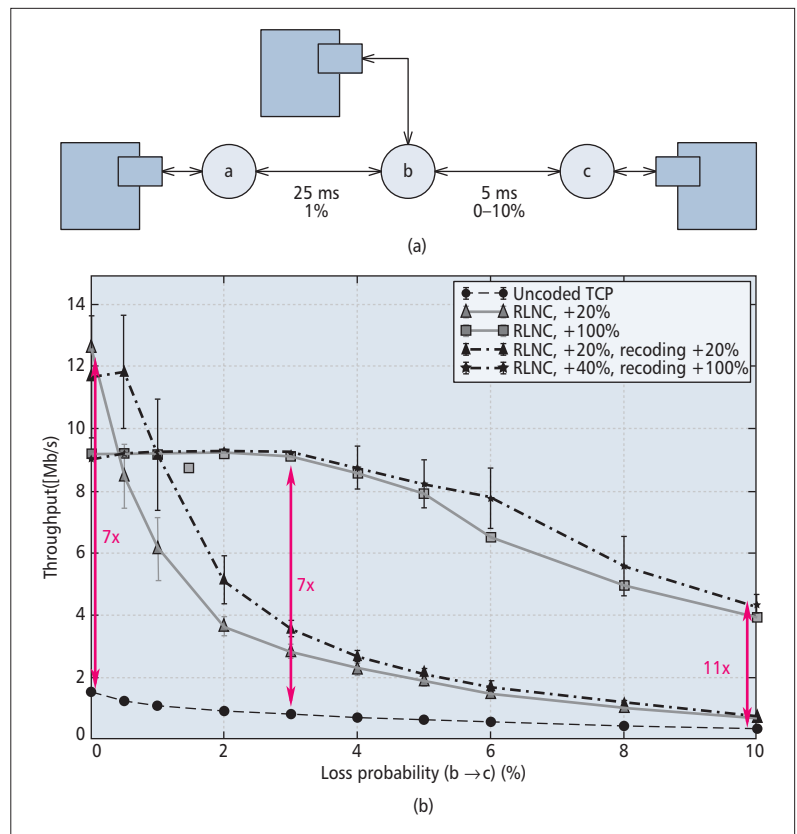 a
b
c
25 ms
1%
5 ms
0–10%
(a)
Uncoded TCP
RLNC, +20%
RLNC, +100%
RLNC, +20%, recoding +20%
RLNC, +40%, recoding +100%
14
12
10
8
6
4
2
0
Throughput([Mb/s)
7x
7x
11x
0
2
4
6
8
10
Loss probability (b →c) (%)
(b)